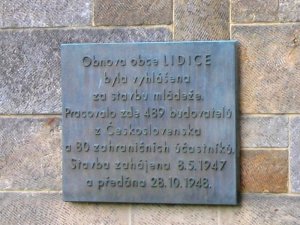 Obnova obce LIDICE
byla vyhlášena
za stavbu mládeže.
Pracovalo zde 489 budovatelů
z Československa
a 80 zahraničních účastníků.
Stavba zahájena 8.5.1947
a předána 28.10.1948.